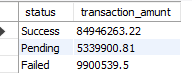 status transaction_amunt
Success 84946263.22
Pending 5339900.81
Failed 9900539.5